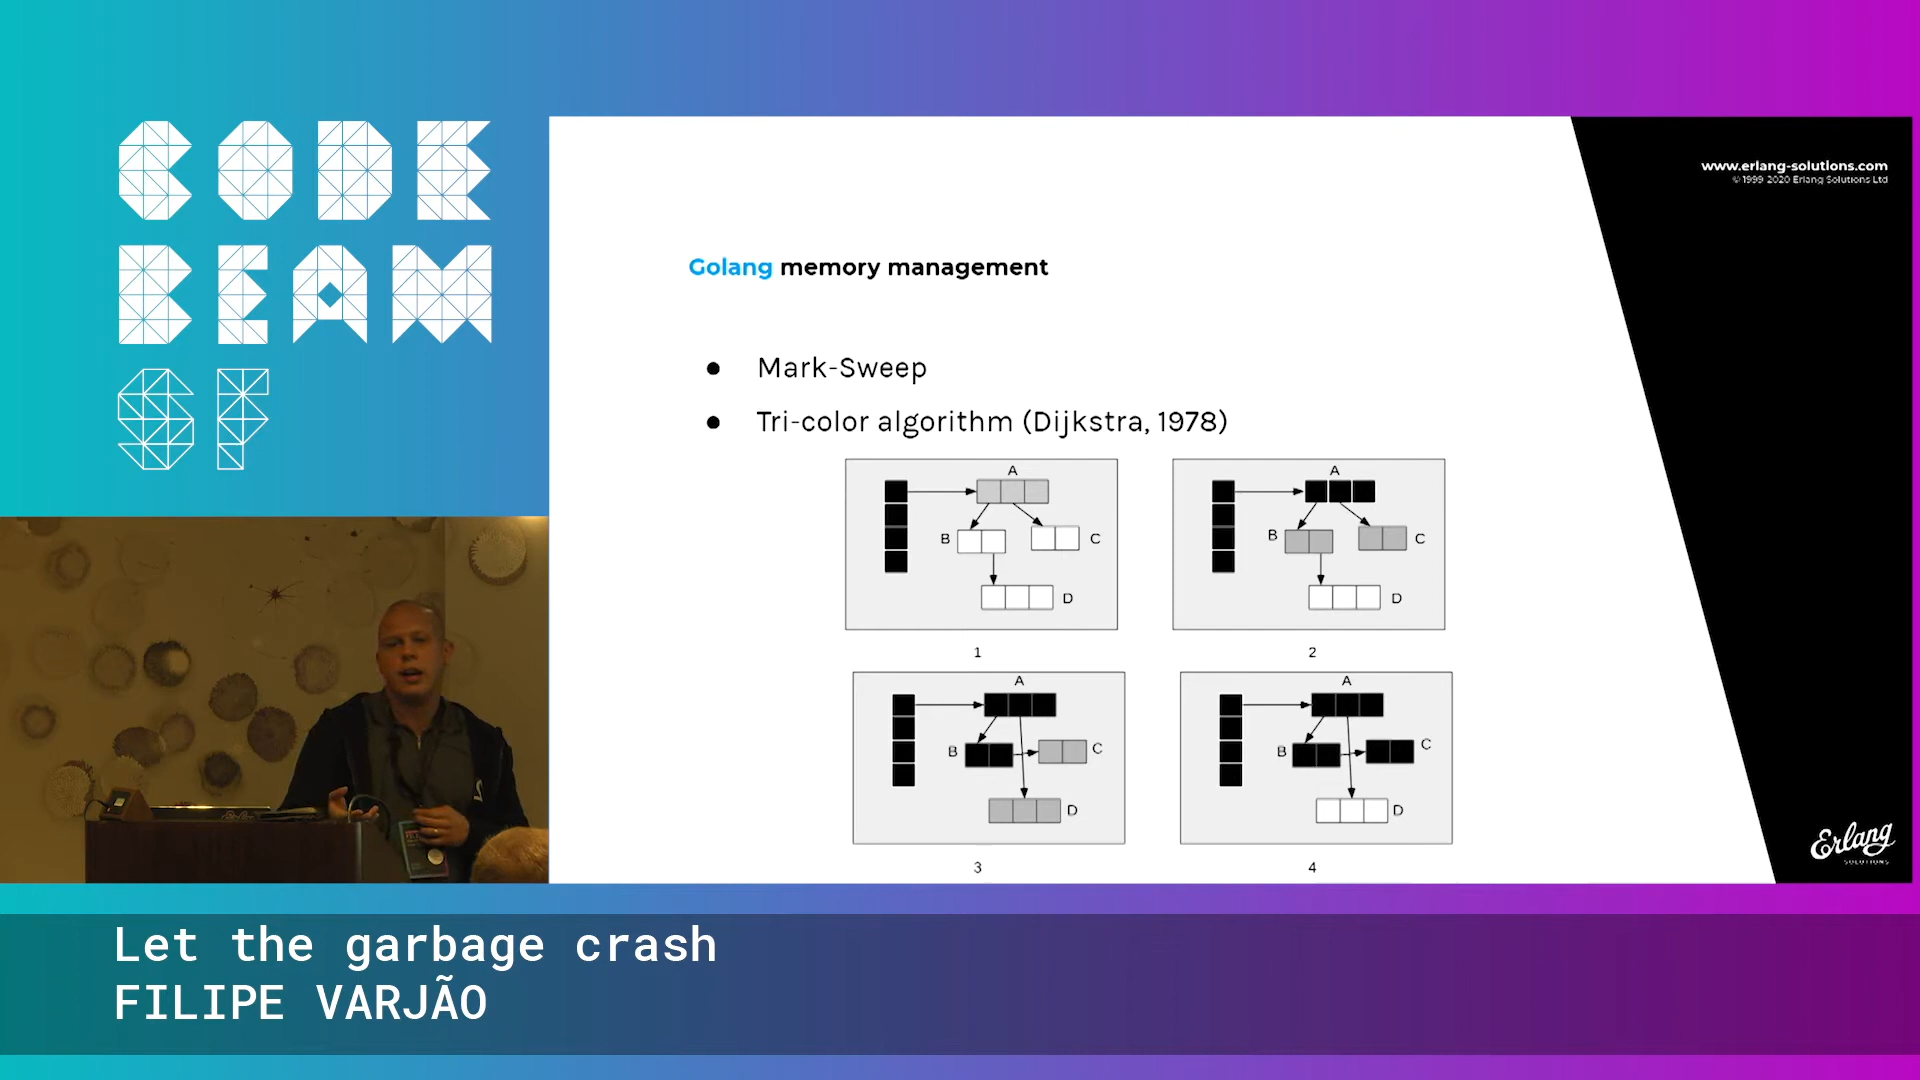 CODE
BEAM
SF
www.erlang-solutions.com
© 1999-2020 Erlang Solutions Ltd
Golang memory management
● Mark-Sweep
● Tri-color algorithm (Dijkstra, 1978)
A
B
C
D
1
A
B
C
D
2
A
B
C
D
3
A
B
C
D
4
Erlang
SOLUTIONS
Let the garbage crash
FILIPE VARJÃO